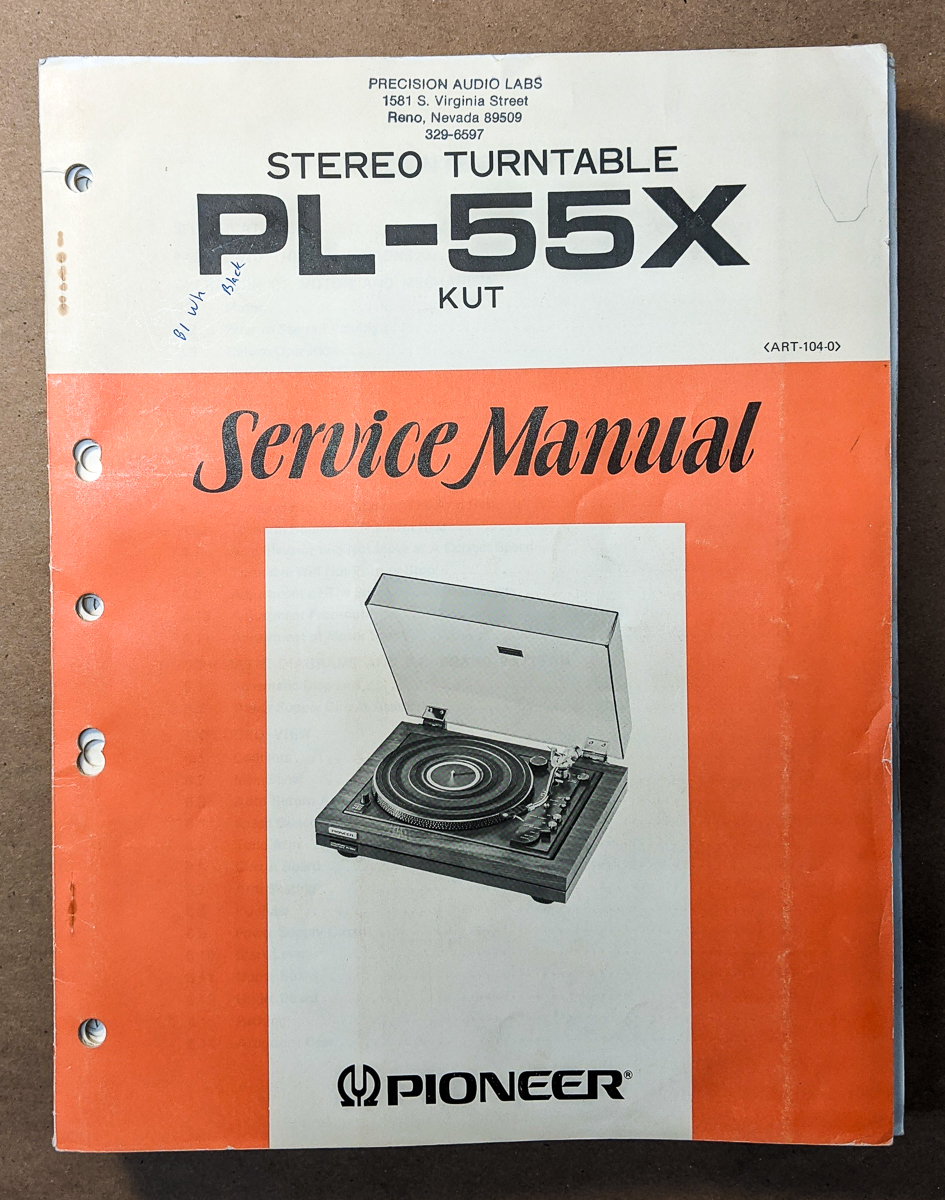 PRECISION AUDIO LABS
1581 S. Virginia Street
Reno, Nevada 89509
329-6597
STEREO TURNTABLE
PL-55X
KUT
Bl Wh Black
<ART-104-0>
Service Manual
PIONEER
PIONEER®